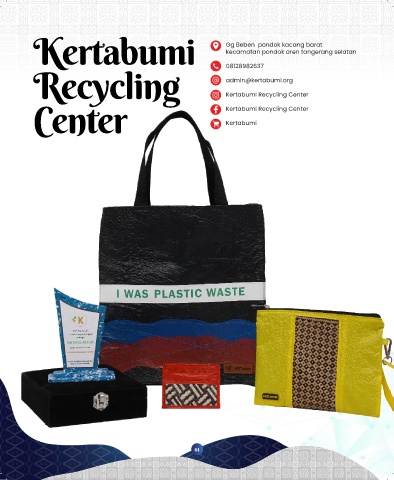 Kertabumi
Recycling
Center
Gg Beben pondok kacang barat
kecamatan pondok aren tangerang selatan
08128982637
admin@kertabumi.org
Kertabumi Recycling Center
Kertabumi Recycling Center
Kertabumi
I WAS PLASTIC WASTE
K